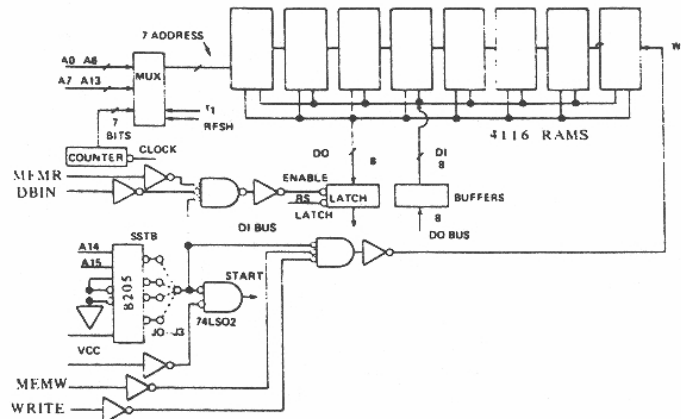 7 ADDRESS
A0 A6
A7 A13
MUX
τ1
RFSH
7
BITS
COUNTER
CLOCK
W
4116 RAMS
DO
8
DI
8
MEMR
DBIN
ENABLE
RS
LATCH
LATCH
BUFFERS
8
DO BUS
DI BUS
SSTB
A14
A15
8205
START
J0 J3
74LS02
VCC
MEMW
WRITE